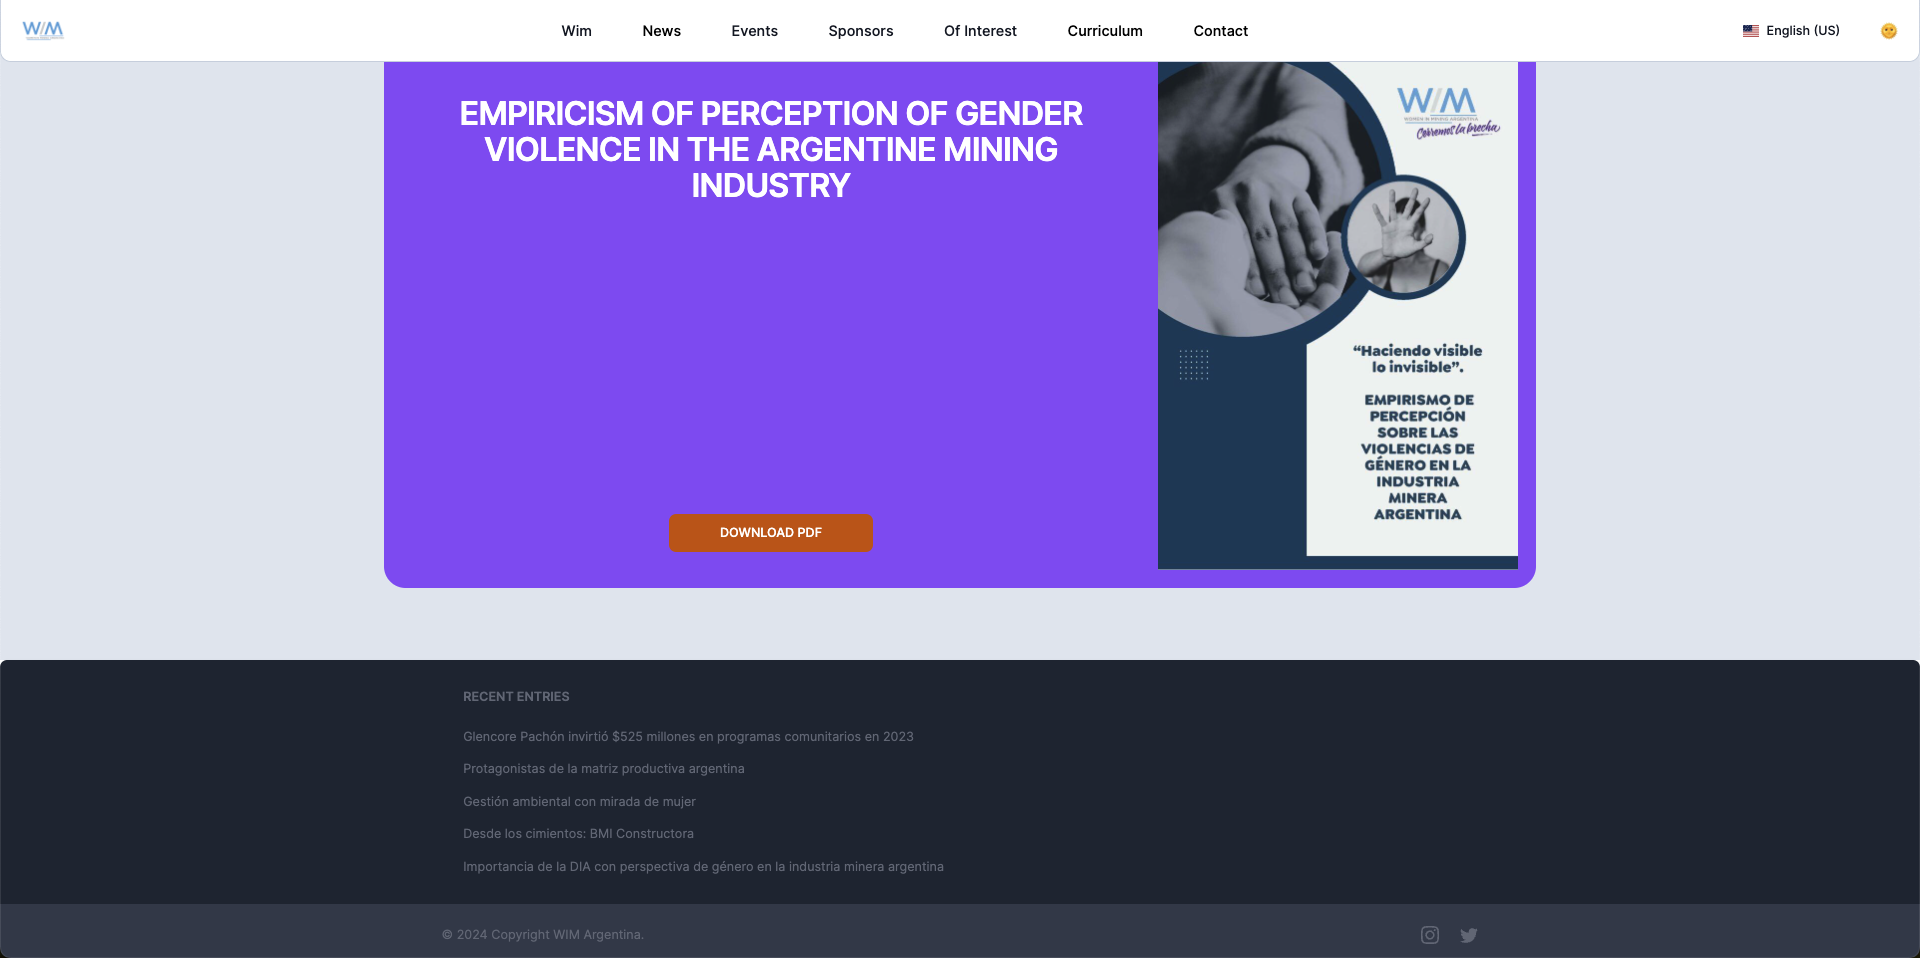 WIM
Wim
News
Events
Sponsors
Of Interest
Curriculum
Contact
English (US)
EMPIRICISM OF PERCEPTION OF GENDER
VIOLENCE IN THE ARGENTINE MINING
INDUSTRY
DOWNLOAD PDF
WIM
WOMEN IN MINING ARGENTINA
Cerremos la brecha
“Haciendo visible
lo invisible”.
EMPIRISMO DE
PERCEPCIÓN
SOBRE LAS
VIOLENCIAS DE
GÉNERO EN LA
INDUSTRIA
MINERA
ARGENTINA
RECENT ENTRIES
Glencore Pachón invirtió $525 millones en programas comunitarios en 2023
Protagonistas de la matriz productiva argentina
Gestión ambiental con mirada de mujer
Desde los cimientos: BMI Constructora
Importancia de la DIA con perspectiva de género en la industria minera argentina
© 2024 Copyright WIM Argentina.